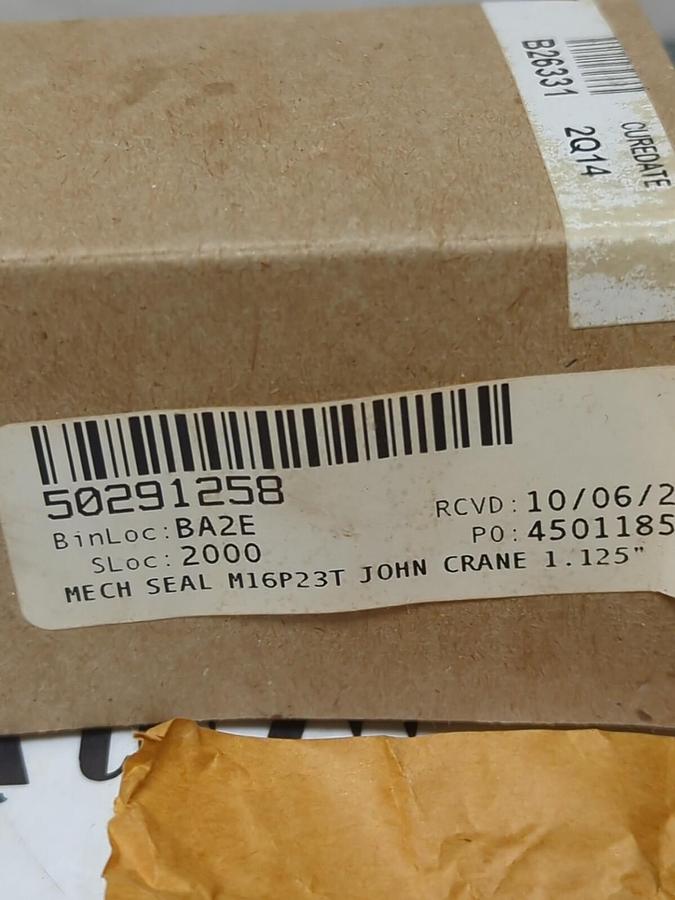 B26331
2Q14
CUREDATE
50291258
BinLoc: BA2E
RCVD: 10/06/2
SLoc: 2000
PO: 4501185
MECH SEAL M16P23T JOHN CRANE 1.125"